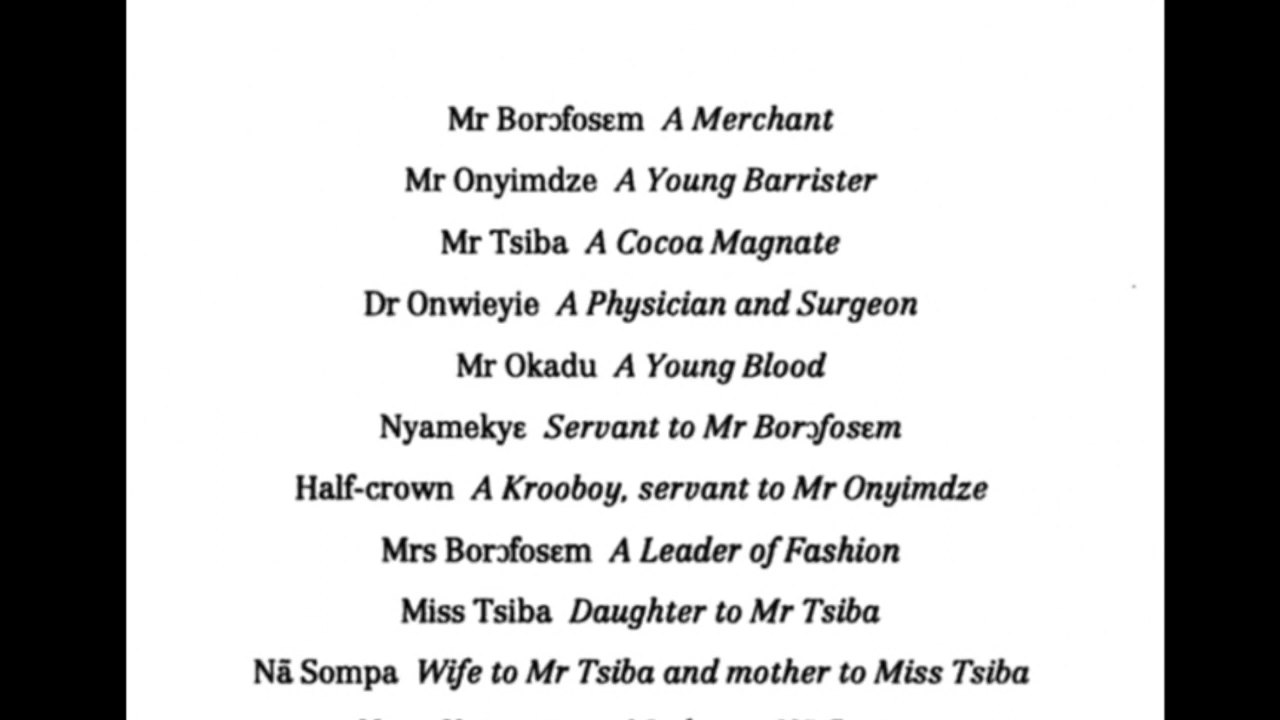 Mr Borɔfosɛm A Merchant
Mr Onyimdze A Young Barrister
Mr Tsiba A Cocoa Magnate
Dr Onwieyie A Physician and Surgeon
Mr Okadu A Young Blood
Nyamekyɛ Servant to Mr Borɔfosɛm
Half-crown A Krooboy, servant to Mr Onyimdze
Mrs Borɔfosɛm A Leader of Fashion
Miss Tsiba Daughter to Mr Tsiba
Nā Sompa Wife to Mr Tsiba and mother to Miss Tsiba